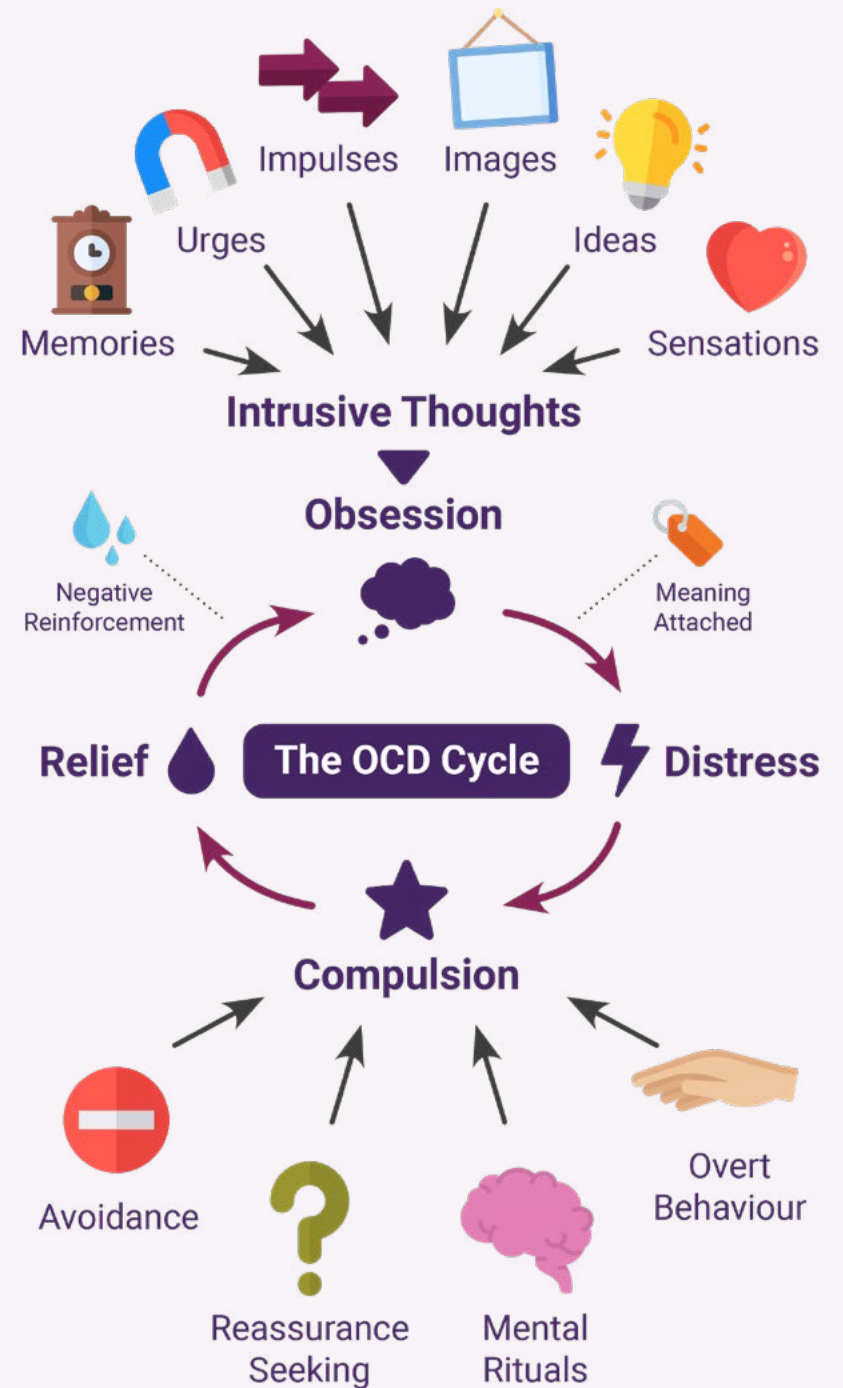 Impulses
Images
Urges
Ideas
Memories
Sensations
Intrusive Thoughts
Obsession
Negative
Reinforcement
Meaning
Attached
Relief
The OCD Cycle
Distress
Compulsion
Avoidance
Reassurance
Seeking
Mental
Rituals
Overt
Behaviour